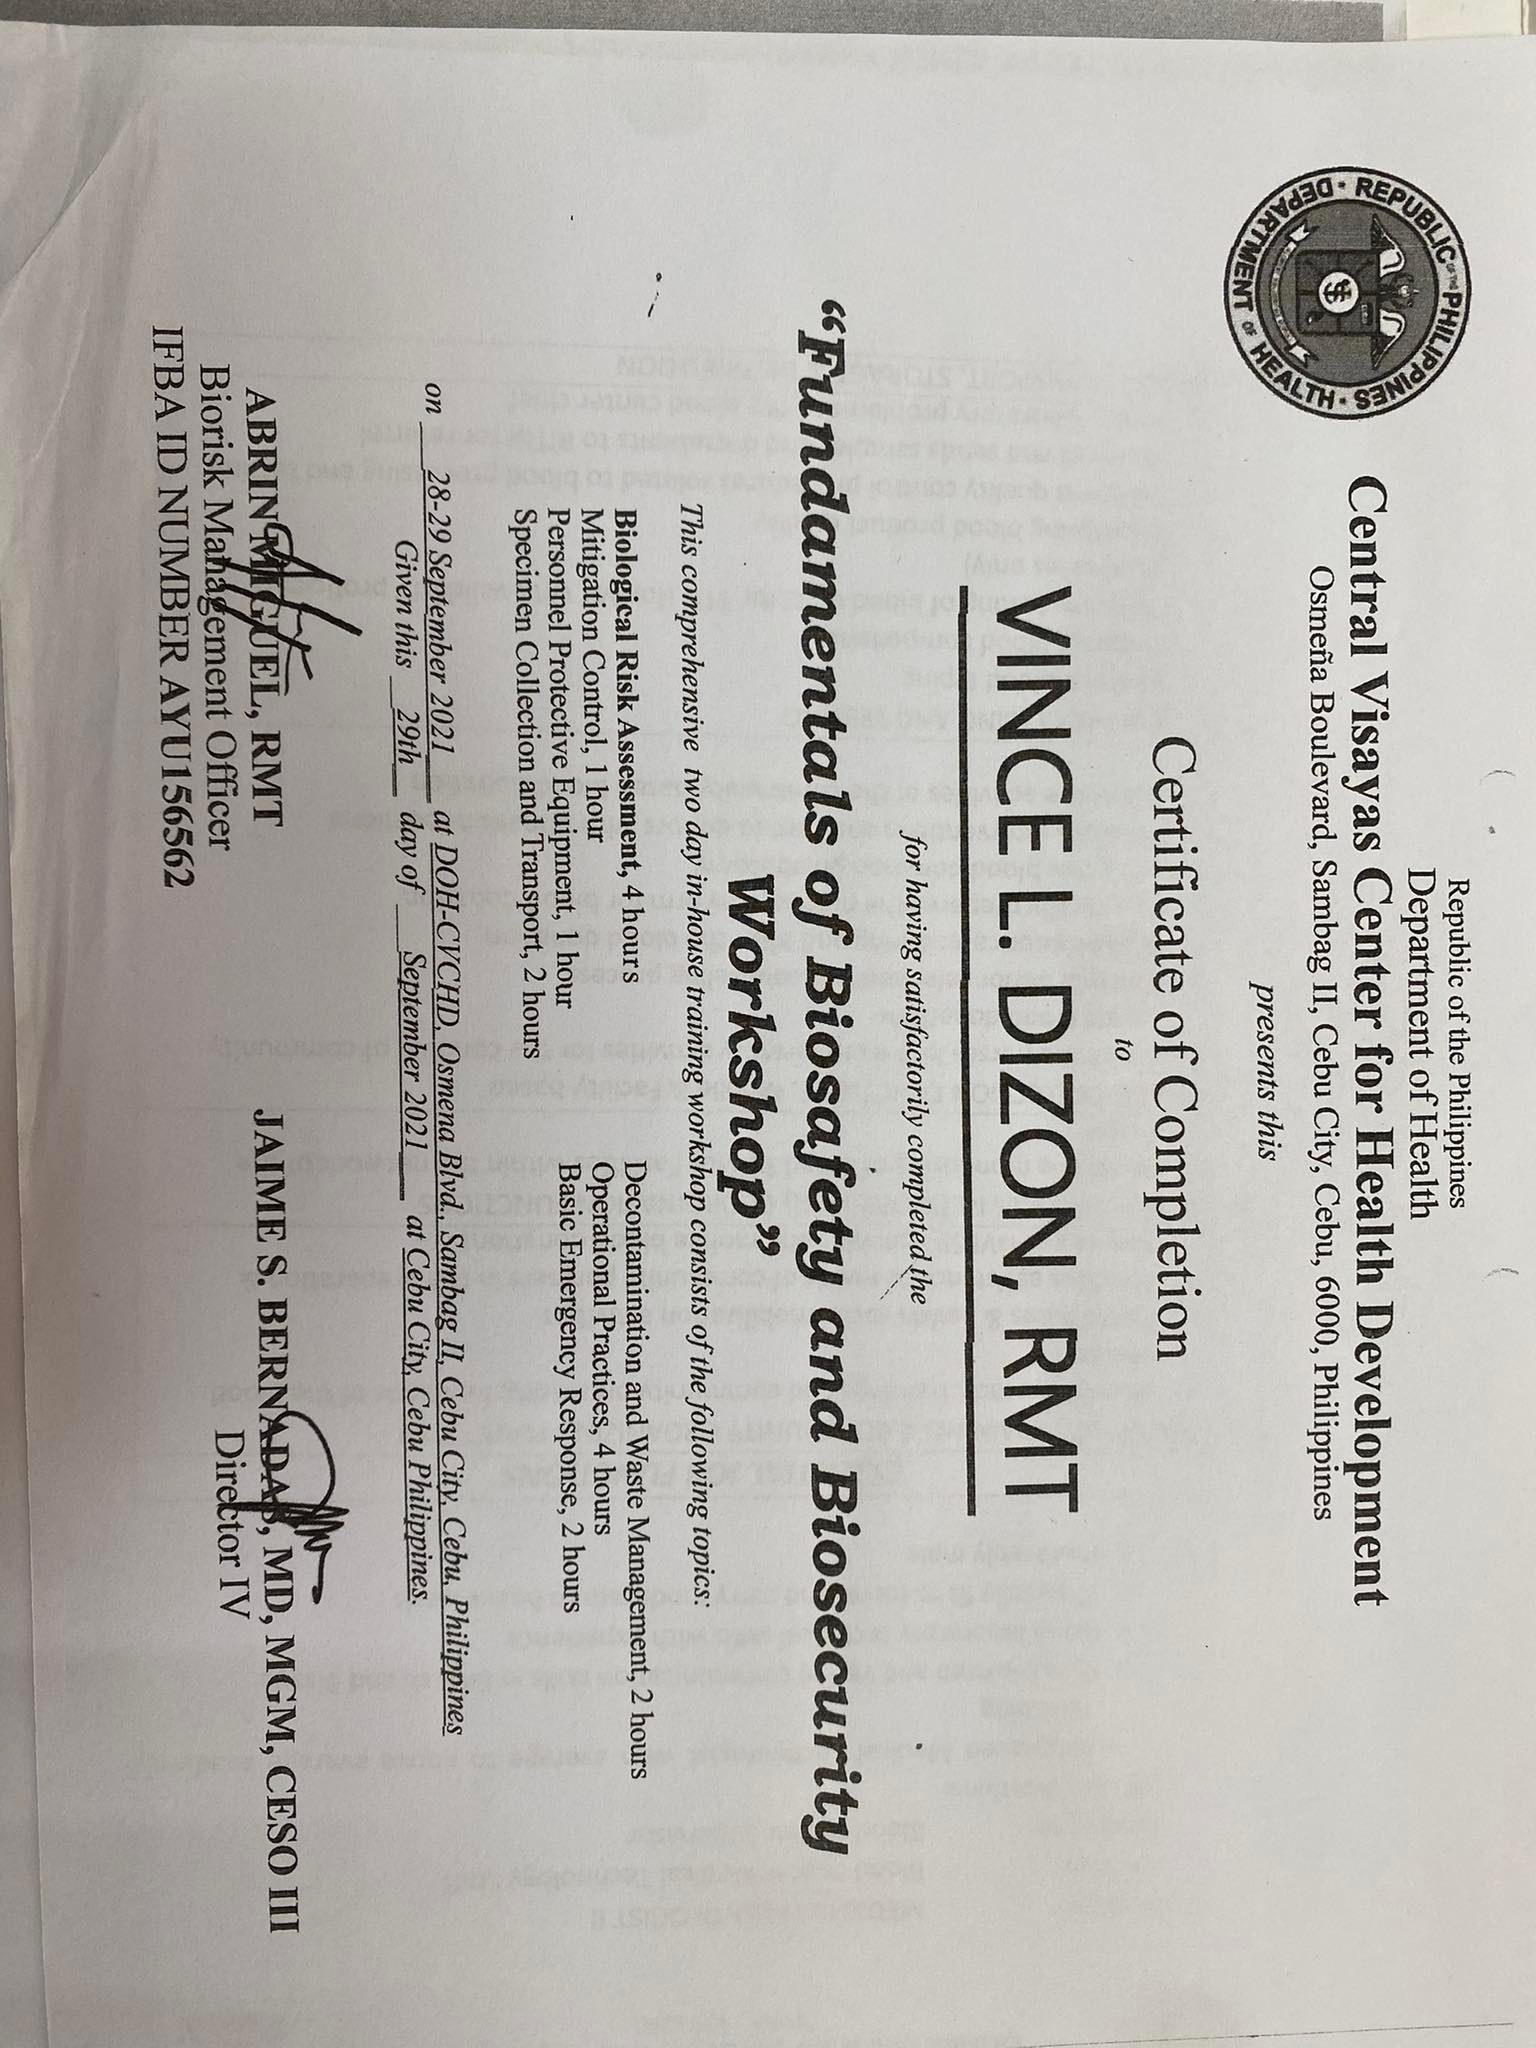 REPUBLIC OF THE PHILIPPINES
DEPARTMENT OF HEALTH
Republic of the Philippines
Department of Health
Central Visayas Center for Health Development
Osmeña Boulevard, Sambag II, Cebu City, Cebu, 6000, Philippines
presents this
Certificate of Completion
to
VINCE L. DIZON, RMT
for having satisfactorily completed the
“Fundamentals of Biosafety and Biosecurity
Workshop”
This comprehensive two day in-house training workshop consists of the following topics:
Biological Risk Assessment, 4 hours
Mitigation Control, 1 hour
Personnel Protective Equipment, 1 hour
Specimen Collection and Transport, 2 hours
Decontamination and Waste Management, 2 hours
Operational Practices, 4 hours
Basic Emergency Response, 2 hours
on 28-29 September 2021 at DOH-CVCHD, Osmena Blvd., Sambag II, Cebu City, Cebu, Philippines
Given this 29th day of September 2021 at Cebu City, Cebu Philippines.
ABRIN MIGUEL, RMT
Biorisk Management Officer
IFBA ID NUMBER AYU156562
JAIME S. BERNADAS, MD, MGM, CESO III
Director IV